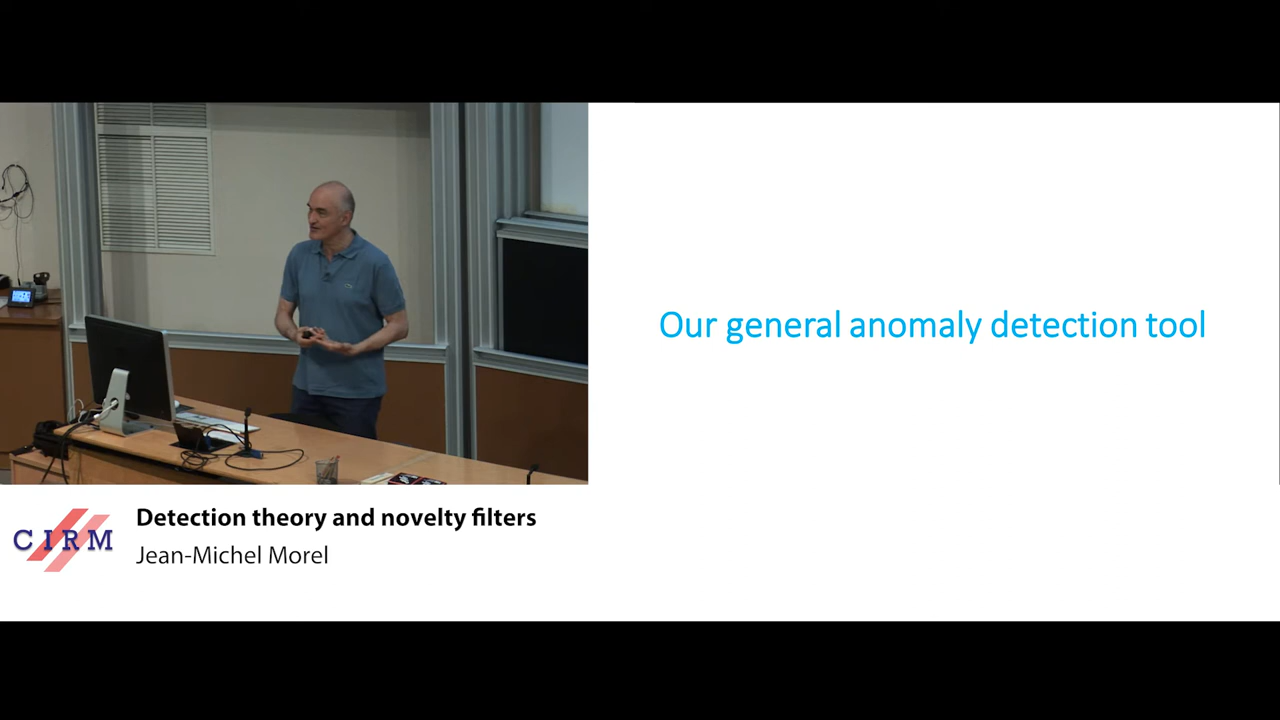 Our general anomaly detection tool
CIRM
Detection theory and novelty filters
Jean-Michel Morel